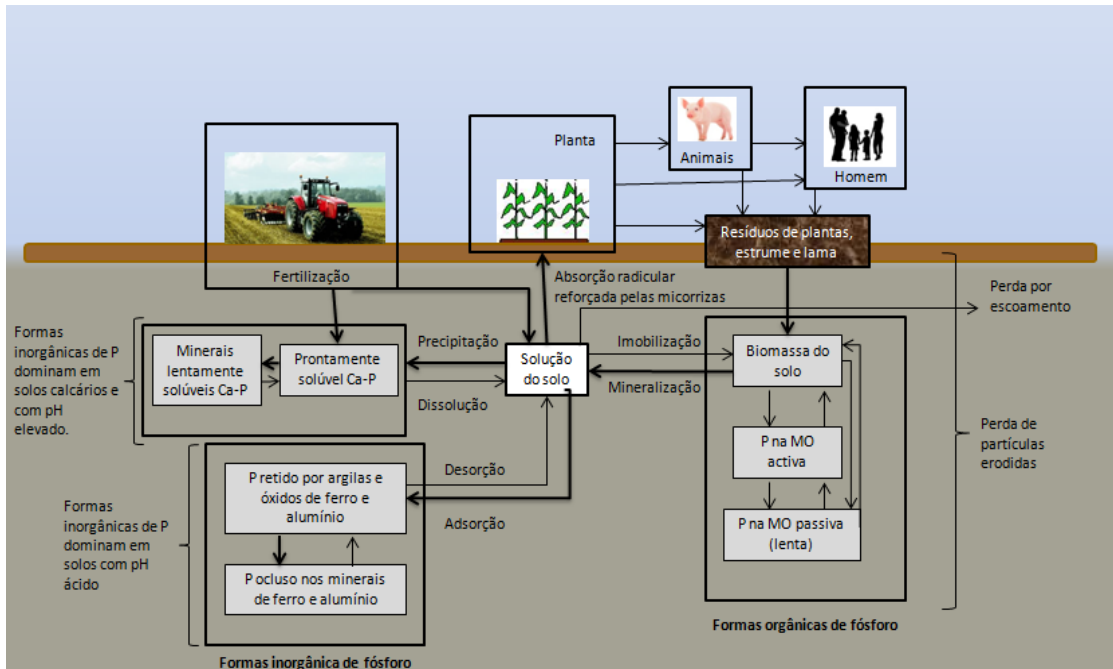 Planta
Animais
Homem
Resíduos de plantas,
estrume e lama
Fertilização
Absorção radicular
reforçada pelas micorrizas
Perda por
escoamento
Formas
inorgânicas de P
dominam em
solos calcários e
com pH
elevado.
Minerais
lentamente
solúveis Ca-P
Prontamente
solúvel Ca-P
Precipitação
Dissolução
Solução
do solo
Imobilização
Mineralização
Biomassa do
solo
P na MO
activa
P na MO passiva
(lenta)
Perda de
partículas
erodidas
Formas
inorgânicas de P
dominam em
solos com pH
ácido
P retido por argilas e
óxidos de ferro e
alumínio
Desorção
Adsorção
P ocluso nos minerais
de ferro e alumínio
Formas orgânicas de fósforo
Formas inorgânica de fósforo